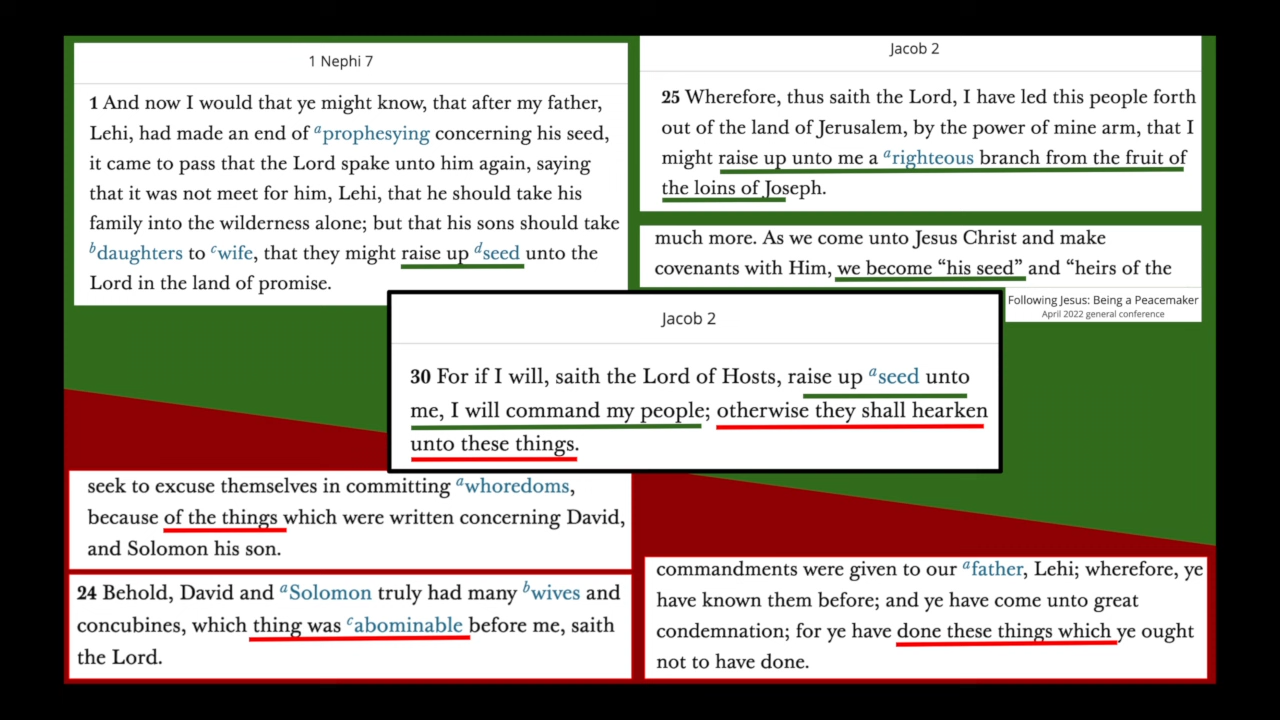 1 Nephi 7
1 And now I would that ye might know, that after my father,
Lehi, had made an end of aprophesying concerning his seed,
it came to pass that the Lord spake unto him again, saying
that it was not meet for him, Lehi, that he should take his
family into the wilderness alone; but that his sons should take
bdaughters to cwife, that they might raise up dseed unto the
Lord in the land of promise.
Jacob 2
25 Wherefore, thus saith the Lord, I have led this people forth
out of the land of Jerusalem, by the power of mine arm, that I
might raise up unto me a arighteous branch from the fruit of
the loins of Joseph.
much more. As we come unto Jesus Christ and make
covenants with Him, we become “his seed” and “heirs of the
Following Jesus: Being a Peacemaker
April 2022 general conference
Jacob 2
30 For if I will, saith the Lord of Hosts, raise up aseed unto
me, I will command my people; otherwise they shall hearken
unto these things.
seek to excuse themselves in committing awhoredoms,
because of the things which were written concerning David,
and Solomon his son.
24 Behold, David and aSolomon truly had many bwives and
concubines, which thing was cabominable before me, saith
the Lord.
commandments were given to our afather, Lehi; wherefore, ye
have known them before; and ye have come unto great
condemnation; for ye have done these things which ye ought
not to have done.